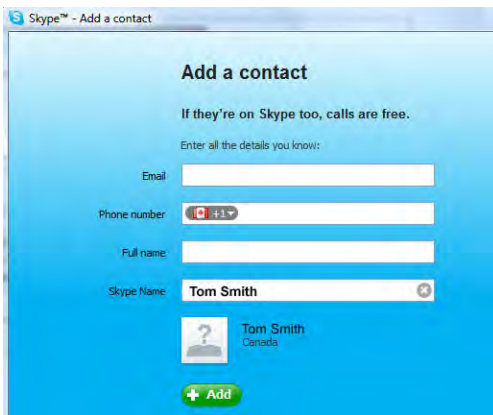 Skype™ - Add a contact
Add a contact
If they're on Skype too, calls are free.
Enter all the details you know:
Email
Phone number +1
Full name
Skype Name Tom Smith
Tom Smith
Canada
Add